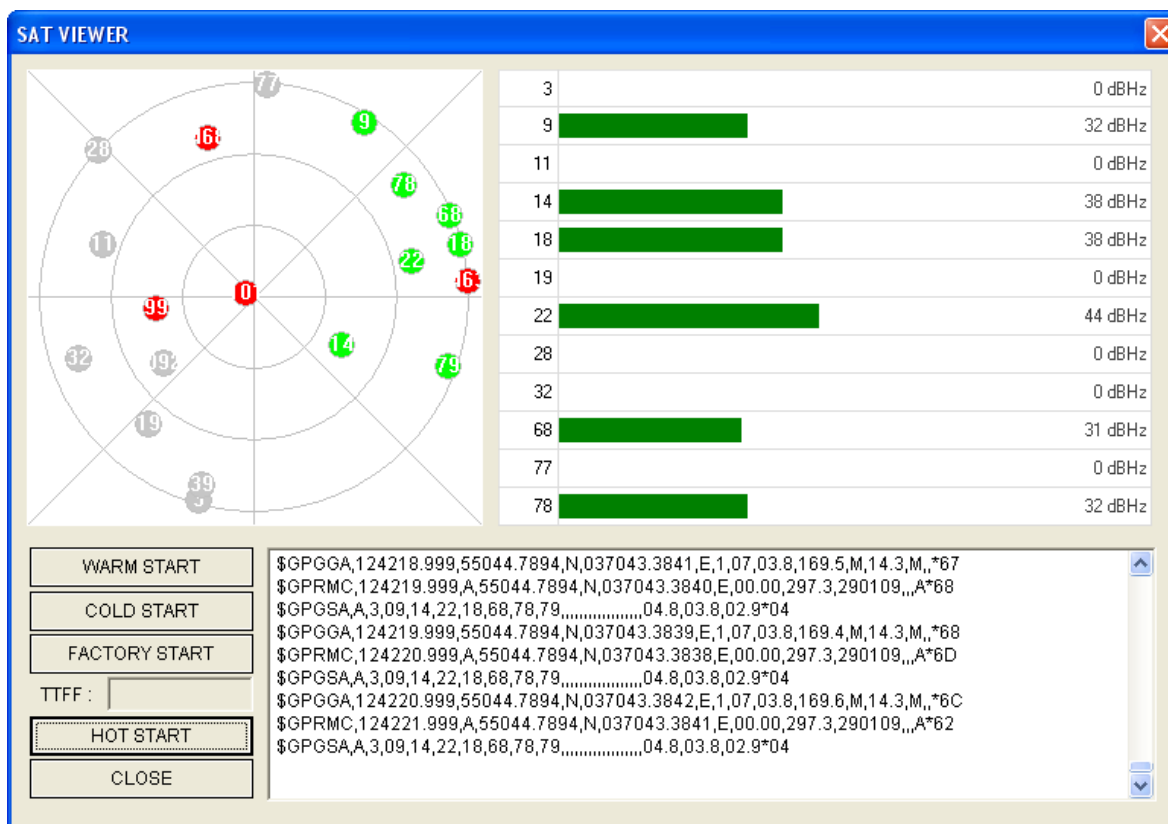 SAT VIEWER
77
9
28
78
68
18
11
22
0
99
14
32
79
19
39
3 0 dBHz
9 32 dBHz
11 0 dBHz
14 38 dBHz
18 38 dBHz
19 0 dBHz
22 44 dBHz
28 0 dBHz
32 0 dBHz
68 31 dBHz
77 0 dBHz
78 32 dBHz
WARM START
COLD START
FACTORY START
TTFF :
HOT START
CLOSE
$GPGGA,124218.999,55044.7894,N,037043.3841,E,1,07,03.8,169.5,M,14.3,M,,*67
$GPRMC,124219.999,A,55044.7894,N,037043.3840,E,00.00,297.3,290109,,,A*68
$GPGSA,A,3,09,14,22,18,68,78,79,,,,,,,,,,,,,,,,,04.8,03.8,02.9*04
$GPGGA,124219.999,55044.7894,N,037043.3839,E,1,07,03.8,169.4,M,14.3,M,,*68
$GPRMC,124220.999,A,55044.7894,N,037043.3838,E,00.00,297.3,290109,,,A*6D
$GPGSA,A,3,09,14,22,18,68,78,79,,,,,,,,,,,,,,,,,04.8,03.8,02.9*04
$GPGGA,124220.999,55044.7894,N,037043.3842,E,1,07,03.8,169.6,M,14.3,M,,*6C
$GPRMC,124221.999,A,55044.7894,N,037043.3841,E,00.00,297.3,290109,,,A*62
$GPGSA,A,3,09,14,22,18,68,78,79,,,,,,,,,,,,,,,,,04.8,03.8,02.9*04